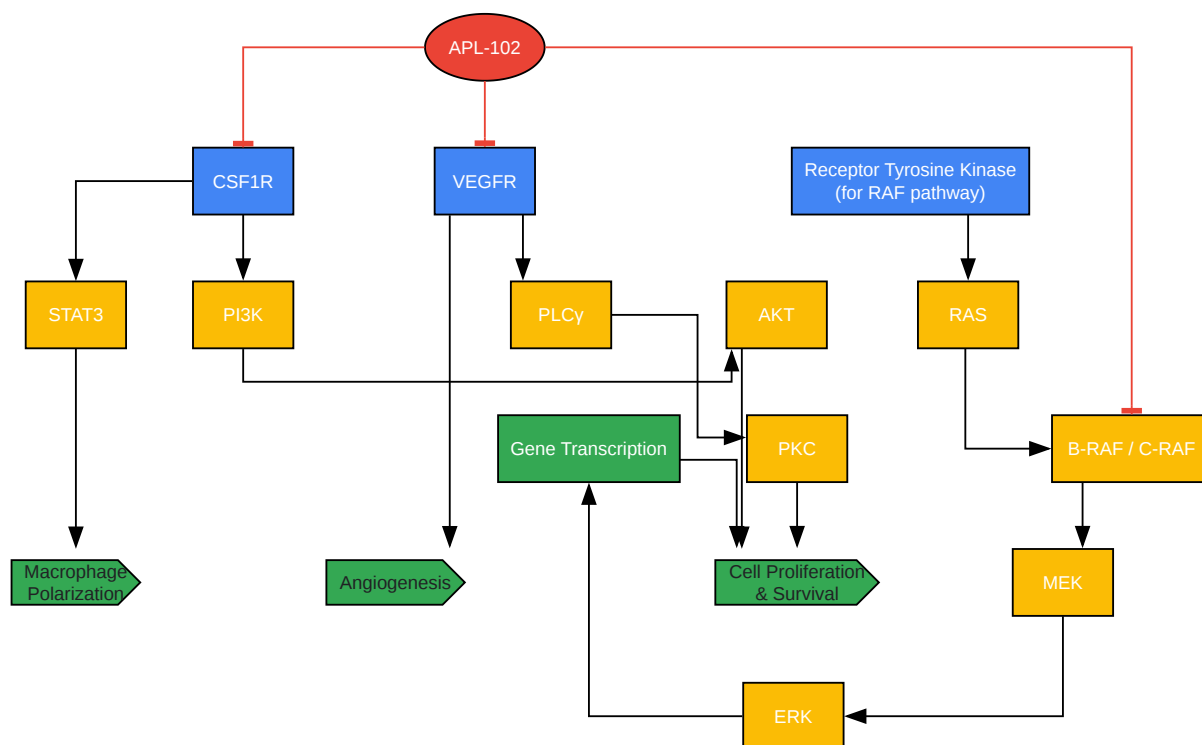 APL-102
CSF1R
VEGFR
Receptor Tyrosine Kinase
(for RAF pathway)
STAT3
PI3K
PLCγ
AKT
RAS
Gene Transcription
PKC
B-RAF / C-RAF
Macrophage
Polarization
Angiogenesis
Cell Proliferation
& Survival
MEK
ERK